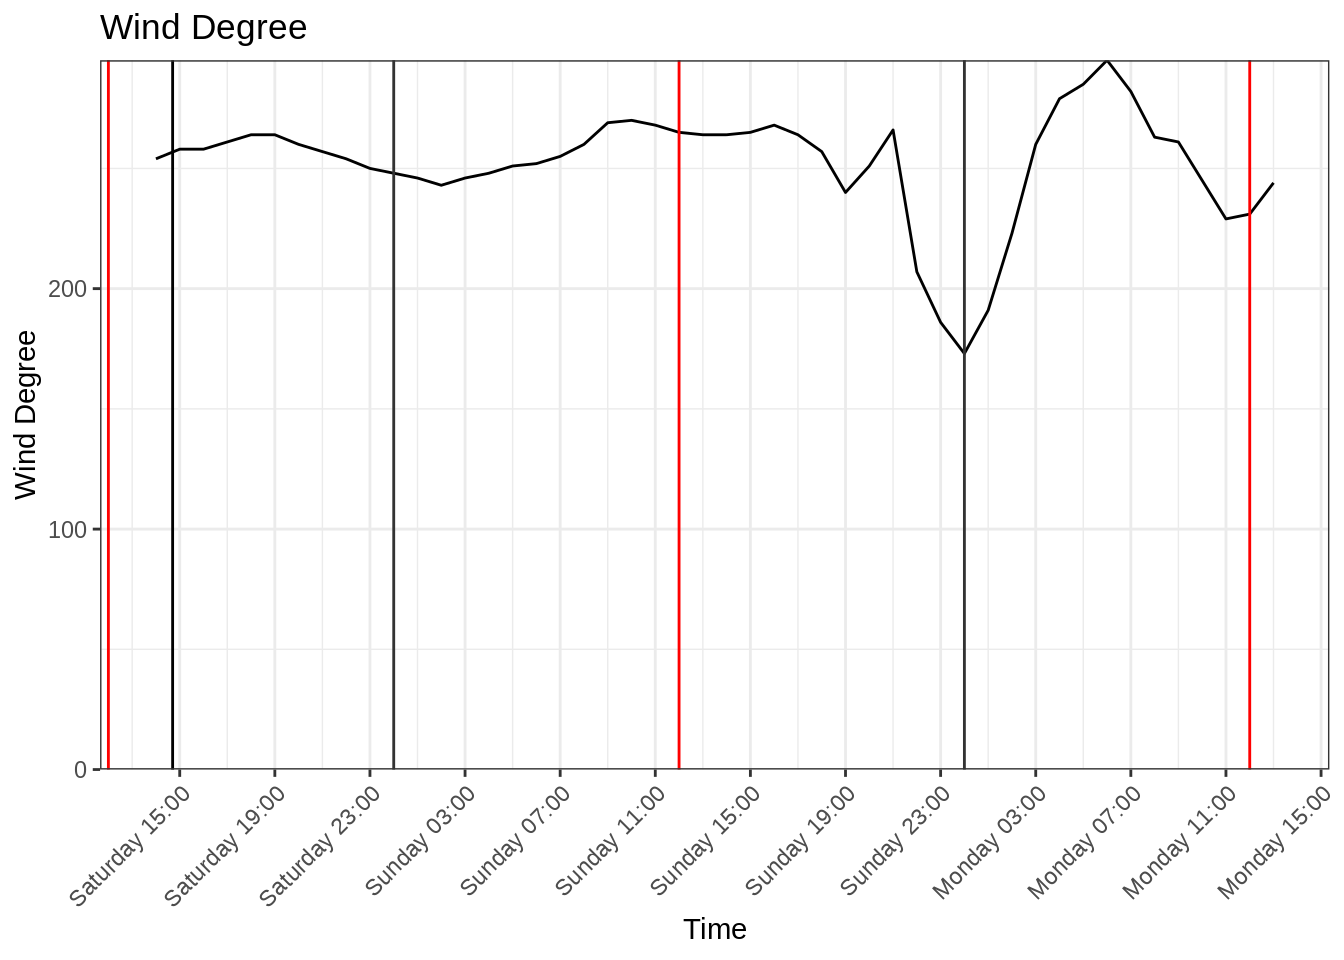 Wind Degree
Wind Degree
200
100
0
Saturday 15:00
Saturday 19:00
Saturday 23:00
Sunday 03:00
Sunday 07:00
Sunday 11:00
Sunday 15:00
Sunday 19:00
Sunday 23:00
Monday 03:00
Monday 07:00
Monday 11:00
Monday 15:00
Time